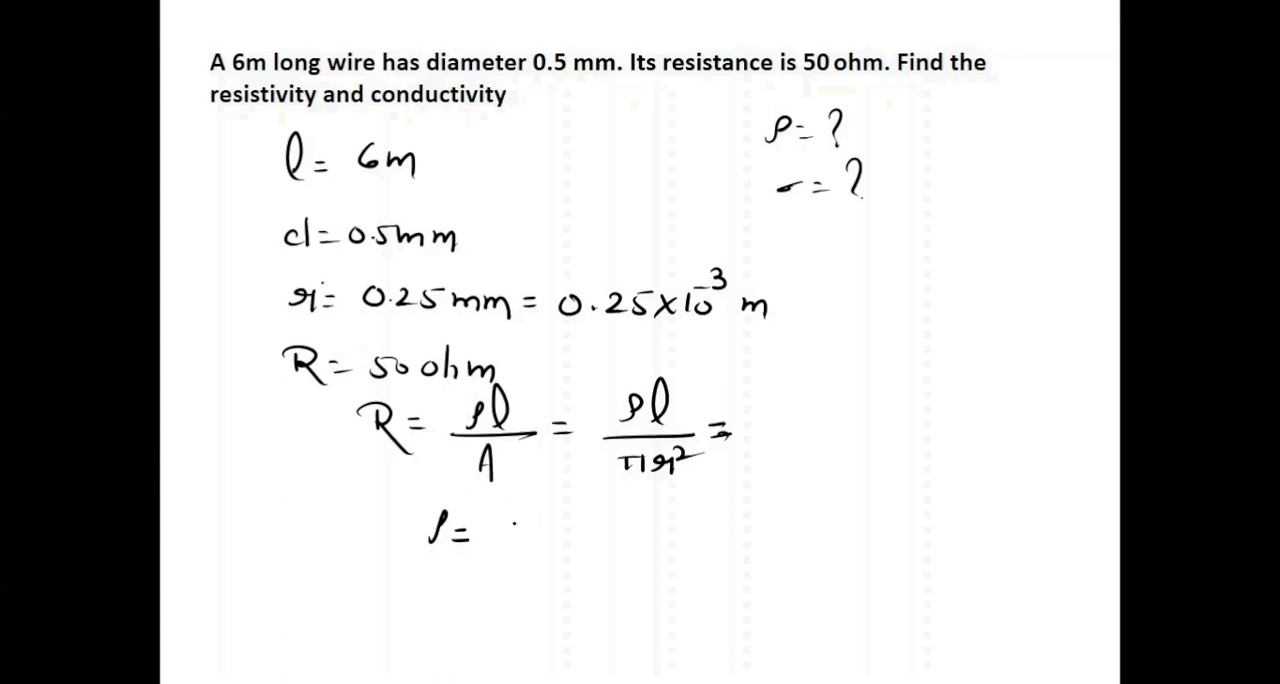 A 6m long wire has diameter 0.5 mm. Its resistance is 50 ohm. Find the
resistivity and conductivity
ρ = ?
σ = ?
l = 6m
d = 0.5mm
r = 0.25 mm = 0.25×10⁻³ m
R = 50 ohm
R = ρl/A = ρl/πr² =
ρ =